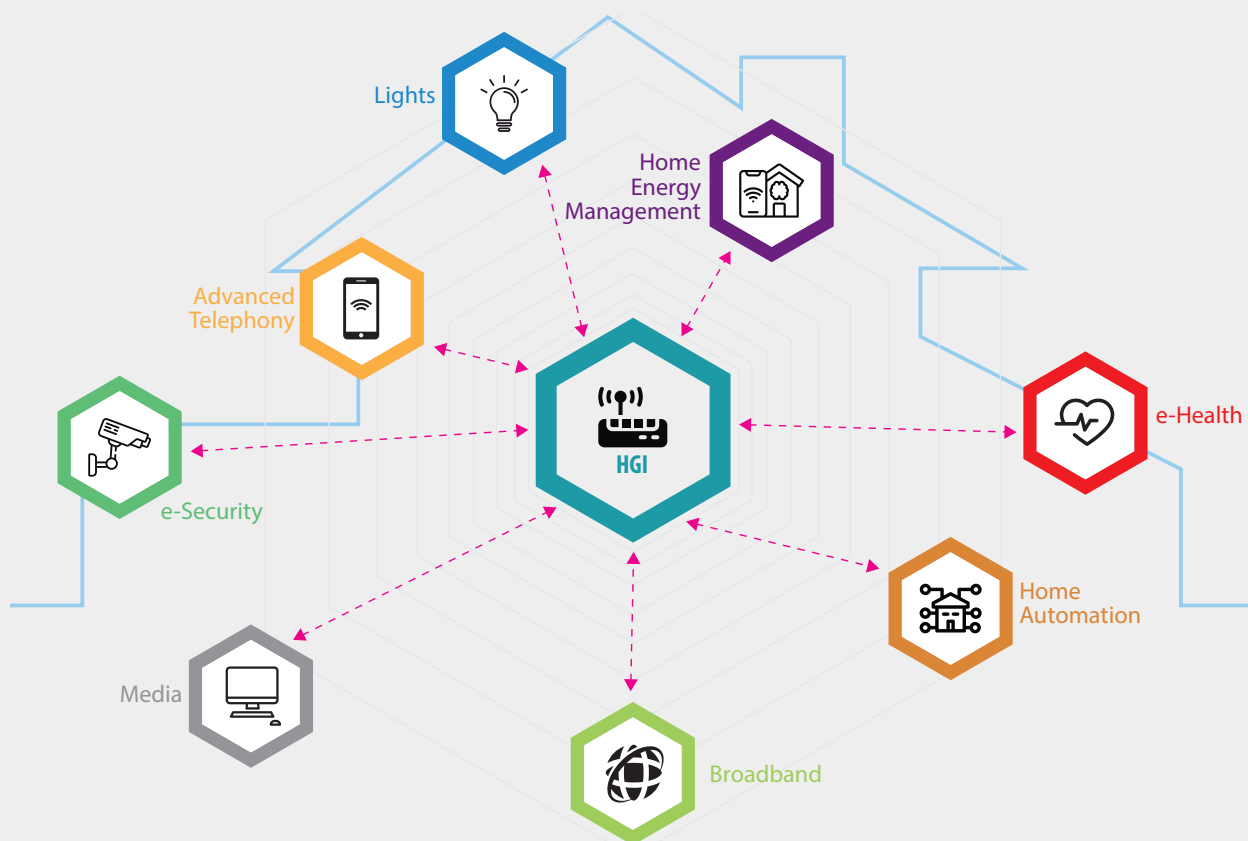 Lights
Home
Energy
Management
Advanced
Telephony
e-Health
HGI
e-Security
Home
Automation
Media
Broadband